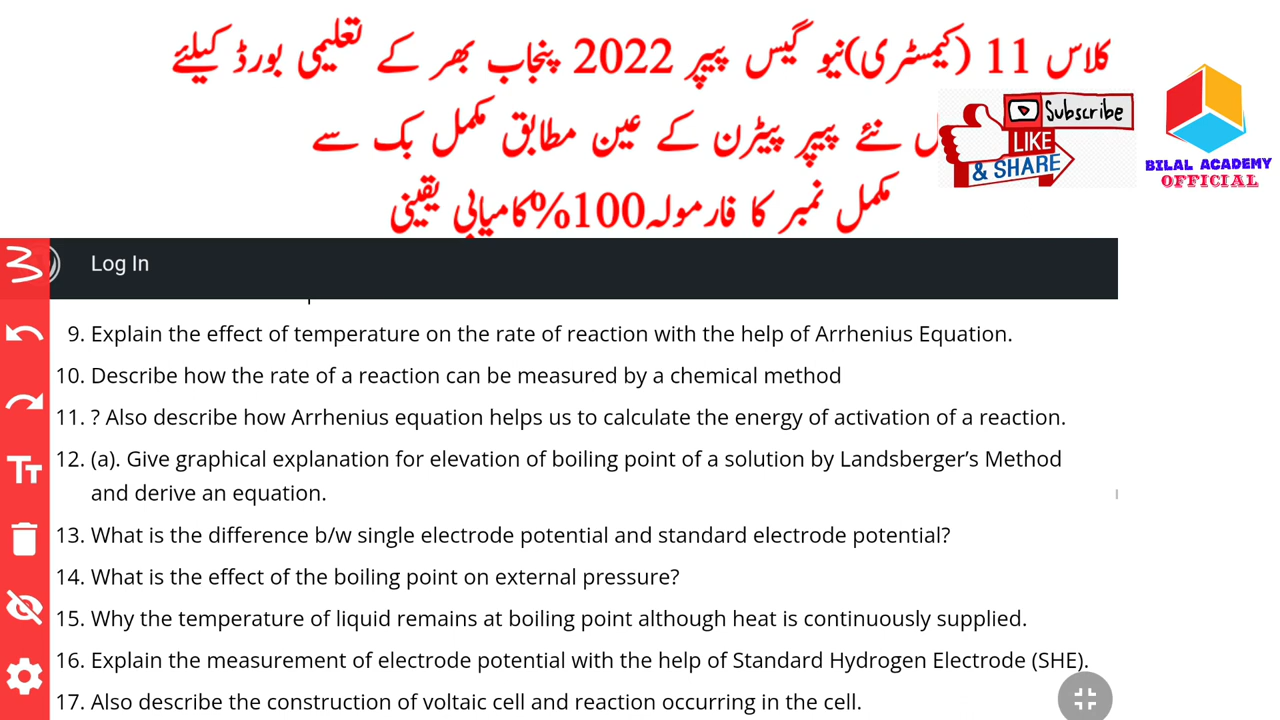 کلاس 11 (کیمسٹری) نیو گیس پیپر 2022 پنجاب بھر کے تعلیمی بورڈ کیلئے
نئے پیپر پیٹرن کے عین مطابق مکمل بک سے
مکمل نمبر کا فارمولہ 100% کامیابی یقینی
Subscribe
LIKE
& SHARE
BILAL ACADEMY
OFFICIAL
Log In
9. Explain the effect of temperature on the rate of reaction with the help of Arrhenius Equation.
10. Describe how the rate of a reaction can be measured by a chemical method
11. ? Also describe how Arrhenius equation helps us to calculate the energy of activation of a reaction.
12. (a). Give graphical explanation for elevation of boiling point of a solution by Landsberger’s Method
and derive an equation.
13. What is the difference b/w single electrode potential and standard electrode potential?
14. What is the effect of the boiling point on external pressure?
15. Why the temperature of liquid remains at boiling point although heat is continuously supplied.
16. Explain the measurement of electrode potential with the help of Standard Hydrogen Electrode (SHE).
17. Also describe the construction of voltaic cell and reaction occurring in the cell.